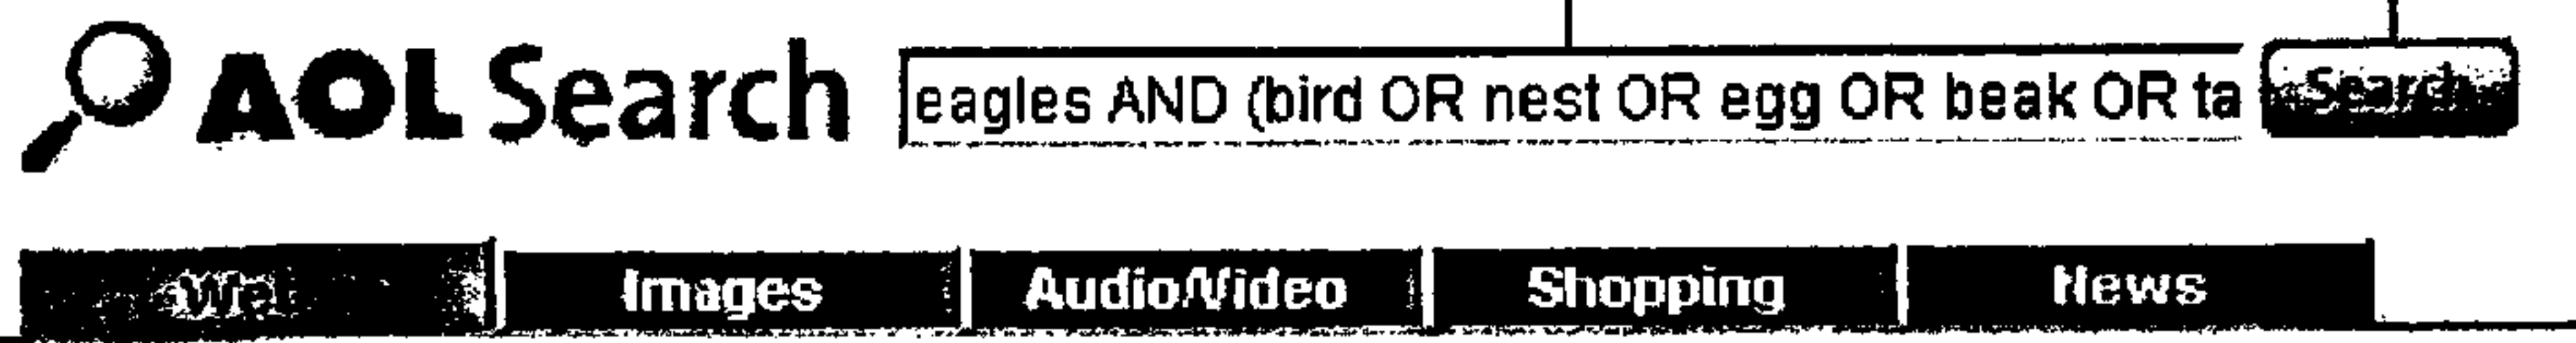 AOL Search eagles AND (bird OR nest OR egg OR beak OR ta Search
Images Audio/Video Shopping News